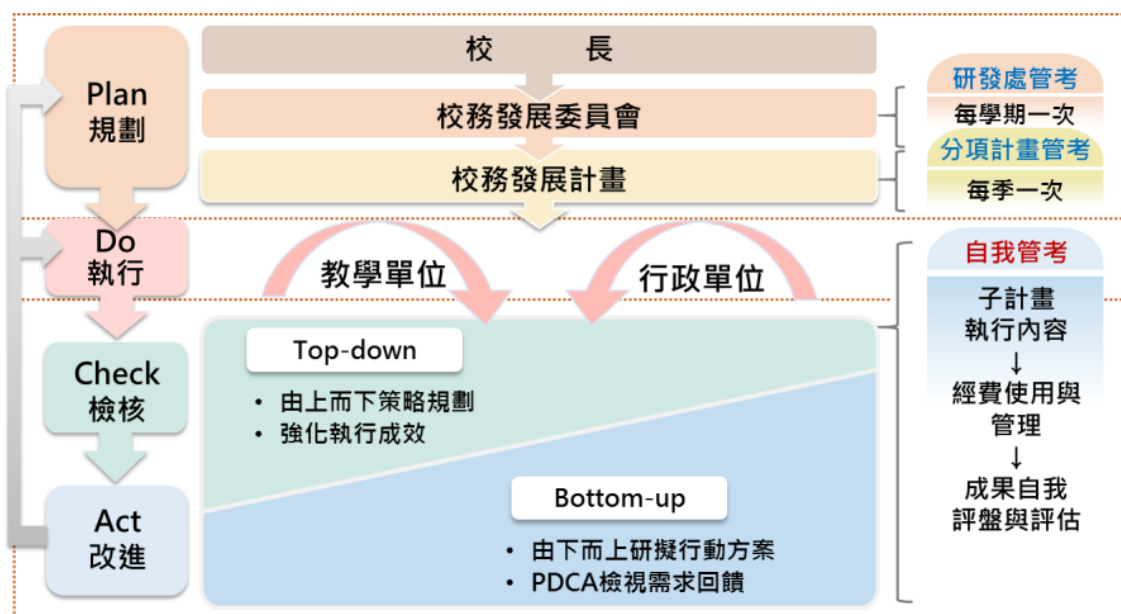 Plan
規劃
Do
執行
Check
檢核
Act
改進
校　　長
校務發展委員會
校務發展計畫
教學單位
行政單位
Top-down
• 由上而下策略規劃
• 強化執行成效
Bottom-up
• 由下而上研擬行動方案
• PDCA檢視需求回饋
研發處管考
每學期一次
分項計畫管考
每季一次
自我管考
子計畫
執行內容
↓
經費使用與
管理
↓
成果自我
評盤與評估